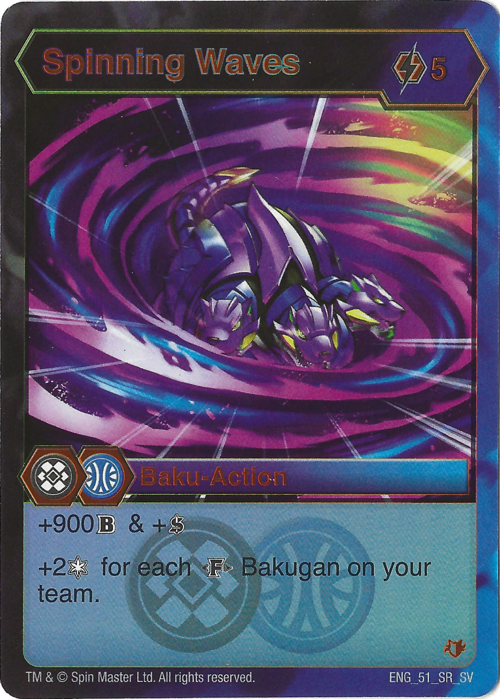 Spinning Waves
5
Baku-Action
+900B & +S
+2 for each F Bakugan on your
team.
TM & © Spin Master Ltd. All rights reserved.
ENG_51_SR_SV